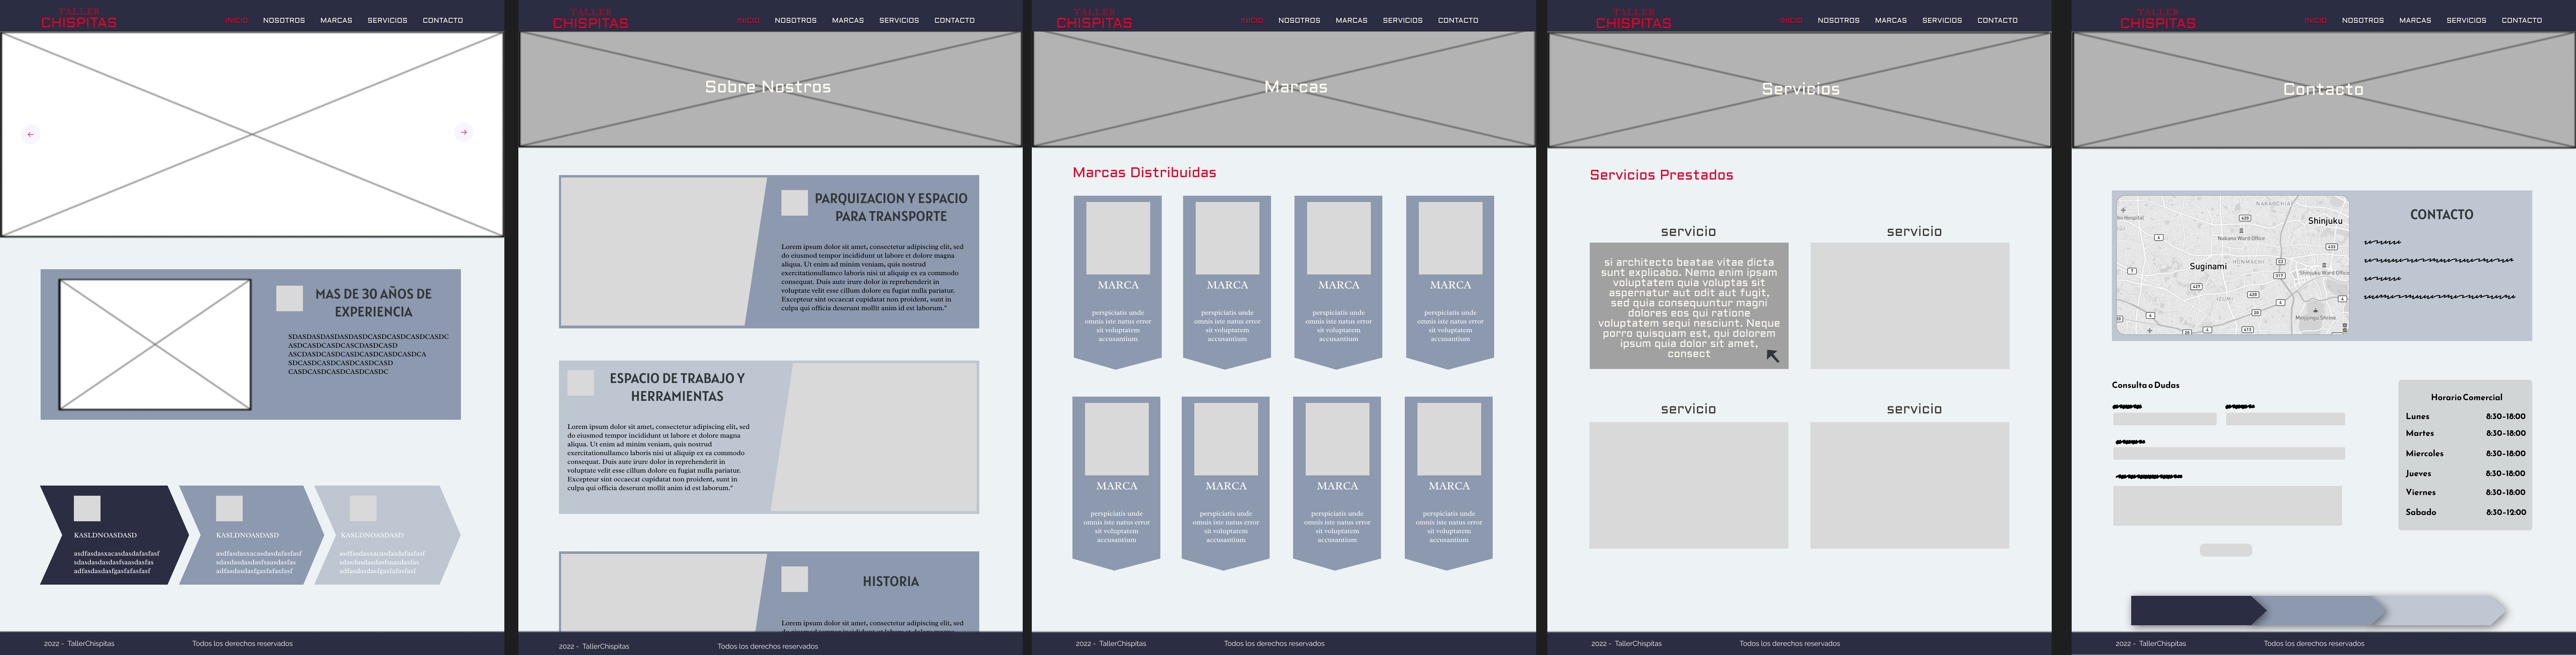 TALLER
CHISPITAS
INICIO NOSOTROS MARCAS SERVICIOS CONTACTO
←
→
MAS DE 30 AÑOS DE
EXPERIENCIA
SDASDASDASDASDASDCASDCASDCASDCASDC
ASDCASDCASDCASCDASDCASD
ASCDASDCASDCASDCASDCASDCASDCA
SDCASDCASDCASDCASDCASD
CASDCASDCASDCASDCASDC
KASLDNOASDASD
asdfasdasxacasdasdafasfasf
sdasdasdasdasfsaasdasfas
adfasdasdasfgasfafasfasf
KASLDNOASDASD
asdfasdasxacasdasdafasfasf
sdasdasdasdasfsaasdasfas
adfasdasdasfgasfafasfasf
KASLDNOASDASD
asdfasdasxacasdasdafasfasf
sdasdasdasdasfsaasdasfas
adfasdasdasfgasfafasfasf
2022 - TallerChispitas Todos los derechos reservados
TALLER
CHISPITAS
INICIO NOSOTROS MARCAS SERVICIOS CONTACTO
Sobre Nostros
PARQUIZACION Y ESPACIO
PARA TRANSPORTE
Lorem ipsum dolor sit amet, consectetur adipiscing elit, sed
do eiusmod tempor incididunt ut labore et dolore magna
aliqua. Ut enim ad minim veniam, quis nostrud
exercitationullamco laboris nisi ut aliquip ex ea commodo
consequat. Duis aute irure dolor in reprehenderit in
voluptate velit esse cillum dolore eu fugiat nulla pariatur.
Excepteur sint occaecat cupidatat non proident, sunt in
culpa qui officia deserunt mollit anim id est laborum."
ESPACIO DE TRABAJO Y
HERRAMIENTAS
Lorem ipsum dolor sit amet, consectetur adipiscing elit, sed
do eiusmod tempor incididunt ut labore et dolore magna
aliqua. Ut enim ad minim veniam, quis nostrud
exercitationullamco laboris nisi ut aliquip ex ea commodo
consequat. Duis aute irure dolor in reprehenderit in
voluptate velit esse cillum dolore eu fugiat nulla pariatur.
Excepteur sint occaecat cupidatat non proident, sunt in
culpa qui officia deserunt mollit anim id est laborum."
HISTORIA
Lorem ipsum dolor sit amet, consectetur adipiscing elit, sed
2022 - TallerChispitas Todos los derechos reservados
TALLER
CHISPITAS
INICIO NOSOTROS MARCAS SERVICIOS CONTACTO
Marcas
Marcas Distribuidas
MARCA MARCA MARCA MARCA
perspiciatis unde perspiciatis unde perspiciatis unde perspiciatis unde
omnis iste natus error omnis iste natus error omnis iste natus error omnis iste natus error
sit voluptatem sit voluptatem sit voluptatem sit voluptatem
accusantium accusantium accusantium accusantium
MARCA MARCA MARCA MARCA
perspiciatis unde perspiciatis unde perspiciatis unde perspiciatis unde
omnis iste natus error omnis iste natus error omnis iste natus error omnis iste natus error
sit voluptatem sit voluptatem sit voluptatem sit voluptatem
accusantium accusantium accusantium accusantium
2022 - TallerChispitas Todos los derechos reservados
TALLER
CHISPITAS
INICIO NOSOTROS MARCAS SERVICIOS CONTACTO
Servicios
Servicios Prestados
servicio servicio
si architecto beatae vitae dicta
sunt explicabo. Nemo enim ipsam
voluptatem quia voluptas sit
aspernatur aut odit aut fugit,
sed quia consequuntur magni
dolores eos qui ratione
voluptatem sequi nesciunt. Neque
porro quisquam est, qui dolorem
ipsum quia dolor sit amet,
consect
servicio servicio
2022 - TallerChispitas Todos los derechos reservados
TALLER
CHISPITAS
INICIO NOSOTROS MARCAS SERVICIOS CONTACTO
Contacto
NAKAOCHIAI
Shinjuku
Nakano Ward Office
HONMACHI
Suginami
Shinjuku Ward Office
IZUMI
Meijijingu Shrine
CONTACTO
Consulta o Dudas
Horario Comercial
Lunes 8:30-18:00
Martes 8:30-18:00
Miercoles 8:30-18:00
Jueves 8:30-18:00
Viernes 8:30-18:00
Sabado 8:30-12:00
2022 - TallerChispitas Todos los derechos reservados